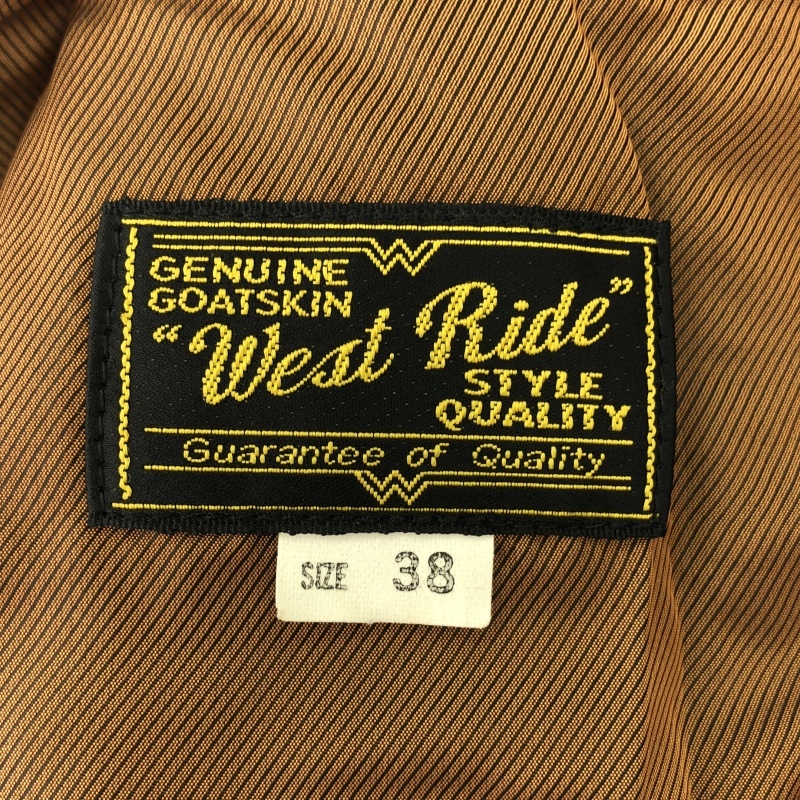 W
GENUINE
GOATSKIN
"West Ride"
STYLE
QUALITY
Guarantee of Quality
W
SIZE 38